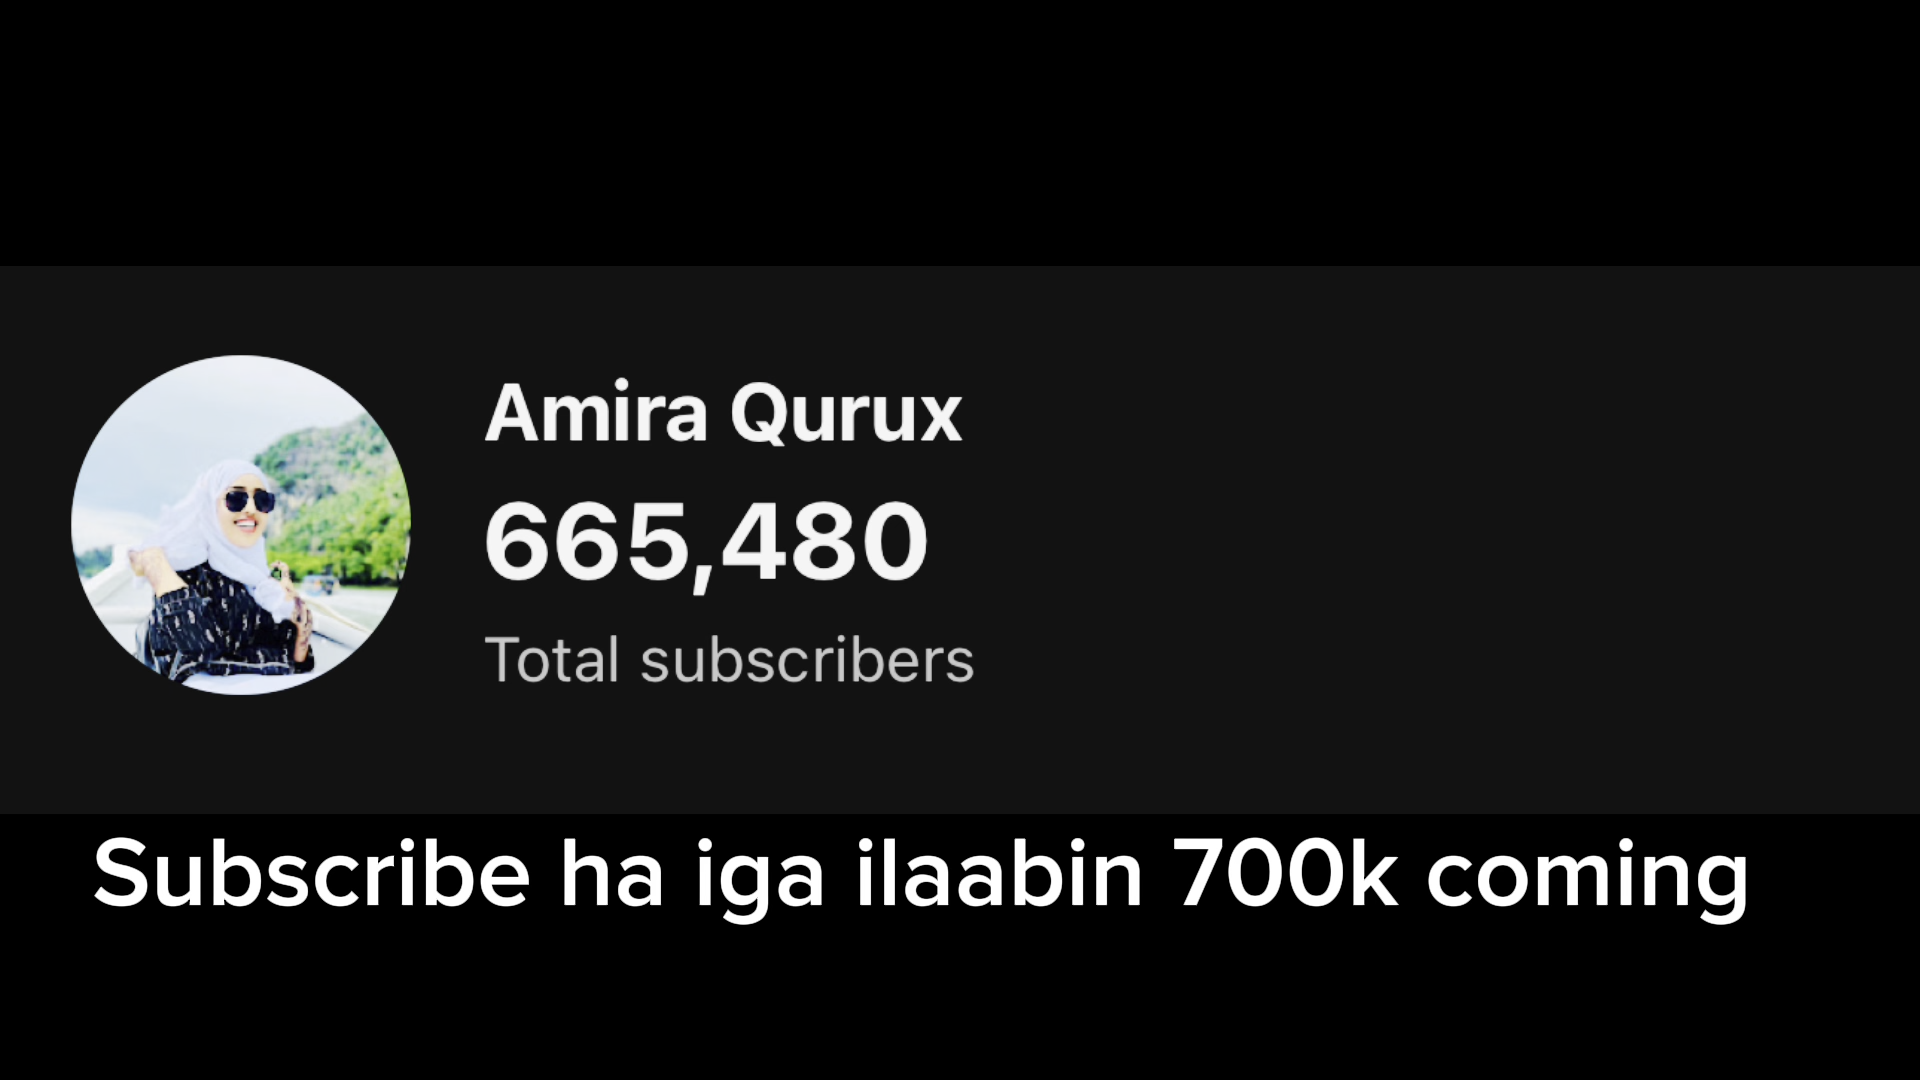 Amira Qurux
665,480
Total subscribers
Subscribe ha iga ilaabin 700k coming